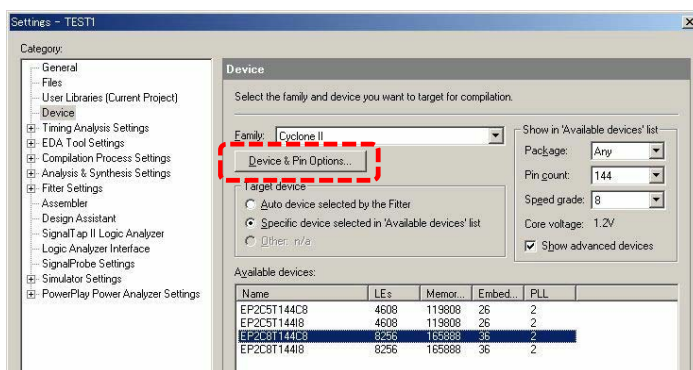 Settings - TEST1
Category:
General
Files
User Libraries (Current Project)
Device
Timing Analysis Settings
EDA Tool Settings
Compilation Process Settings
Analysis & Synthesis Settings
Fitter Settings
Assembler
Design Assistant
SignalTap II Logic Analyzer
Logic Analyzer Interface
SignalProbe Settings
Simulator Settings
PowerPlay Power Analyzer Settings
Device
Select the family and device you want to target for compilation.
Family: Cyclone II
Device & Pin Options...
Target device
Auto device selected by the Fitter
Specific device selected in 'Available devices' list
Other: n/a
Show in 'Available devices' list
Package: Any
Pin count: 144
Speed grade: 8
Core voltage: 1.2V
Show advanced devices
Available devices:
Name LEs Memor... Embed... PLL
EP2C5T144C8 4608 119808 26 2
EP2C5T144I8 4608 119808 26 2
EP2C8T144C8 8256 165888 36 2
EP2C8T144I8 8256 165888 36 2